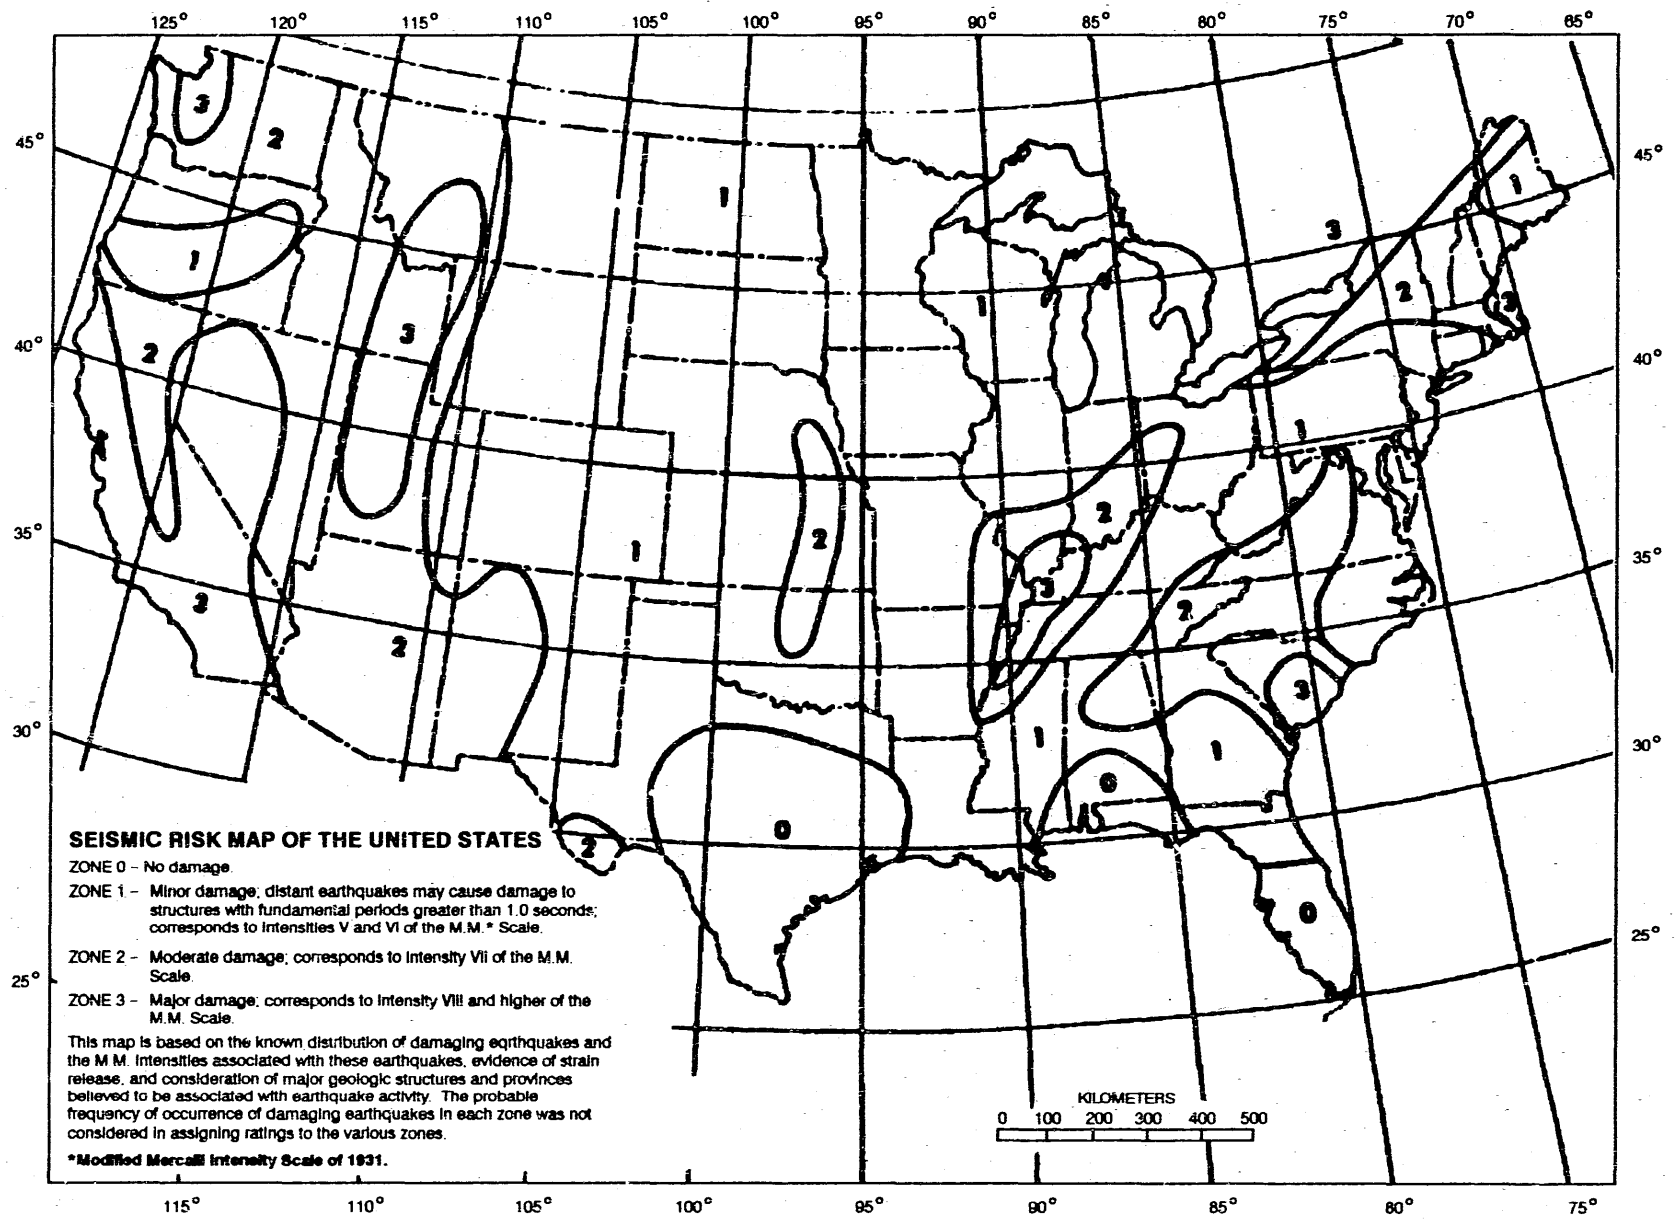 125° 120° 115° 110° 105° 100° 95° 90° 85° 80° 75° 70° 65°
45° 45°
40° 40°
35° 35°
30° 30°
25° 25°
3
2
1
1
3
1
3
2
1
3
2
1
2
2
1
2
3
2
2
2
3
1
1
0
0
2
0
SEISMIC RISK MAP OF THE UNITED STATES
ZONE 0 - No damage.
ZONE 1 - Minor damage; distant earthquakes may cause damage to
structures with fundamental periods greater than 1.0 seconds;
corresponds to intensities V and VI of the M.M.* Scale.
ZONE 2 - Moderate damage; corresponds to intensity VII of the M.M.
Scale.
ZONE 3 - Major damage; corresponds to intensity VIII and higher of the
M.M. Scale.
This map is based on the known distribution of damaging eqrthquakes and
the M.M. intensities associated with these earthquakes, evidence of strain
release, and consideration of major geologic structures and provinces
believed to be associated with earthquake activity. The probable
frequency of occurrence of damaging earthquakes in each zone was not
considered in assigning ratings to the various zones.
*Modified Mercalli Intensity Scale of 1931.
KILOMETERS
0 100 200 300 400 500
115° 110° 105° 100° 95° 90° 85° 80° 75°